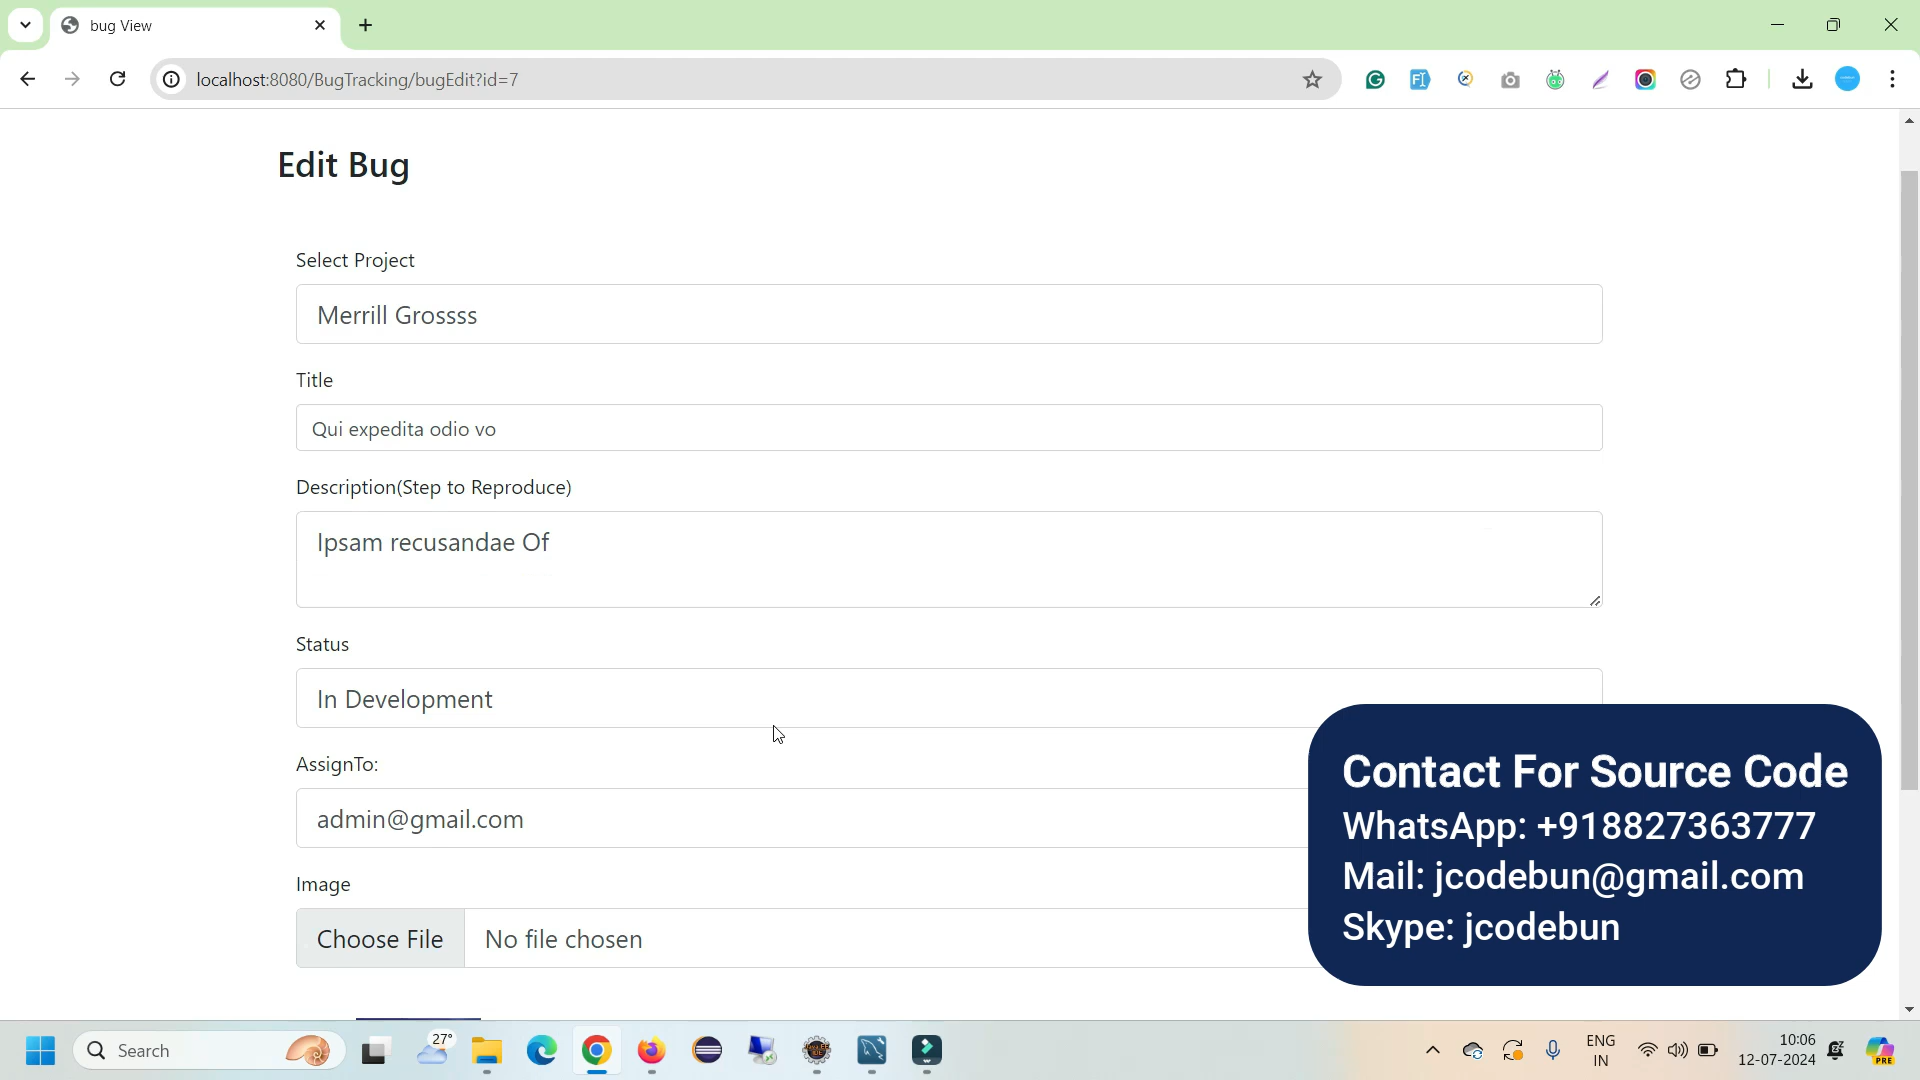 bug View
localhost:8080/BugTracking/bugEdit?id=7
Edit Bug
Select Project
Merrill Grossss
Title
Qui expedita odio vo
Description(Step to Reproduce)
Ipsam recusandae Of
Status
In Development
AssignTo:
admin@gmail.com
Image
Choose File No file chosen
Contact For Source Code
WhatsApp: +918827363777
Mail: jcodebun@gmail.com
Skype: jcodebun
Search
27°
ENG
IN
10:06
12-07-2024
PRE